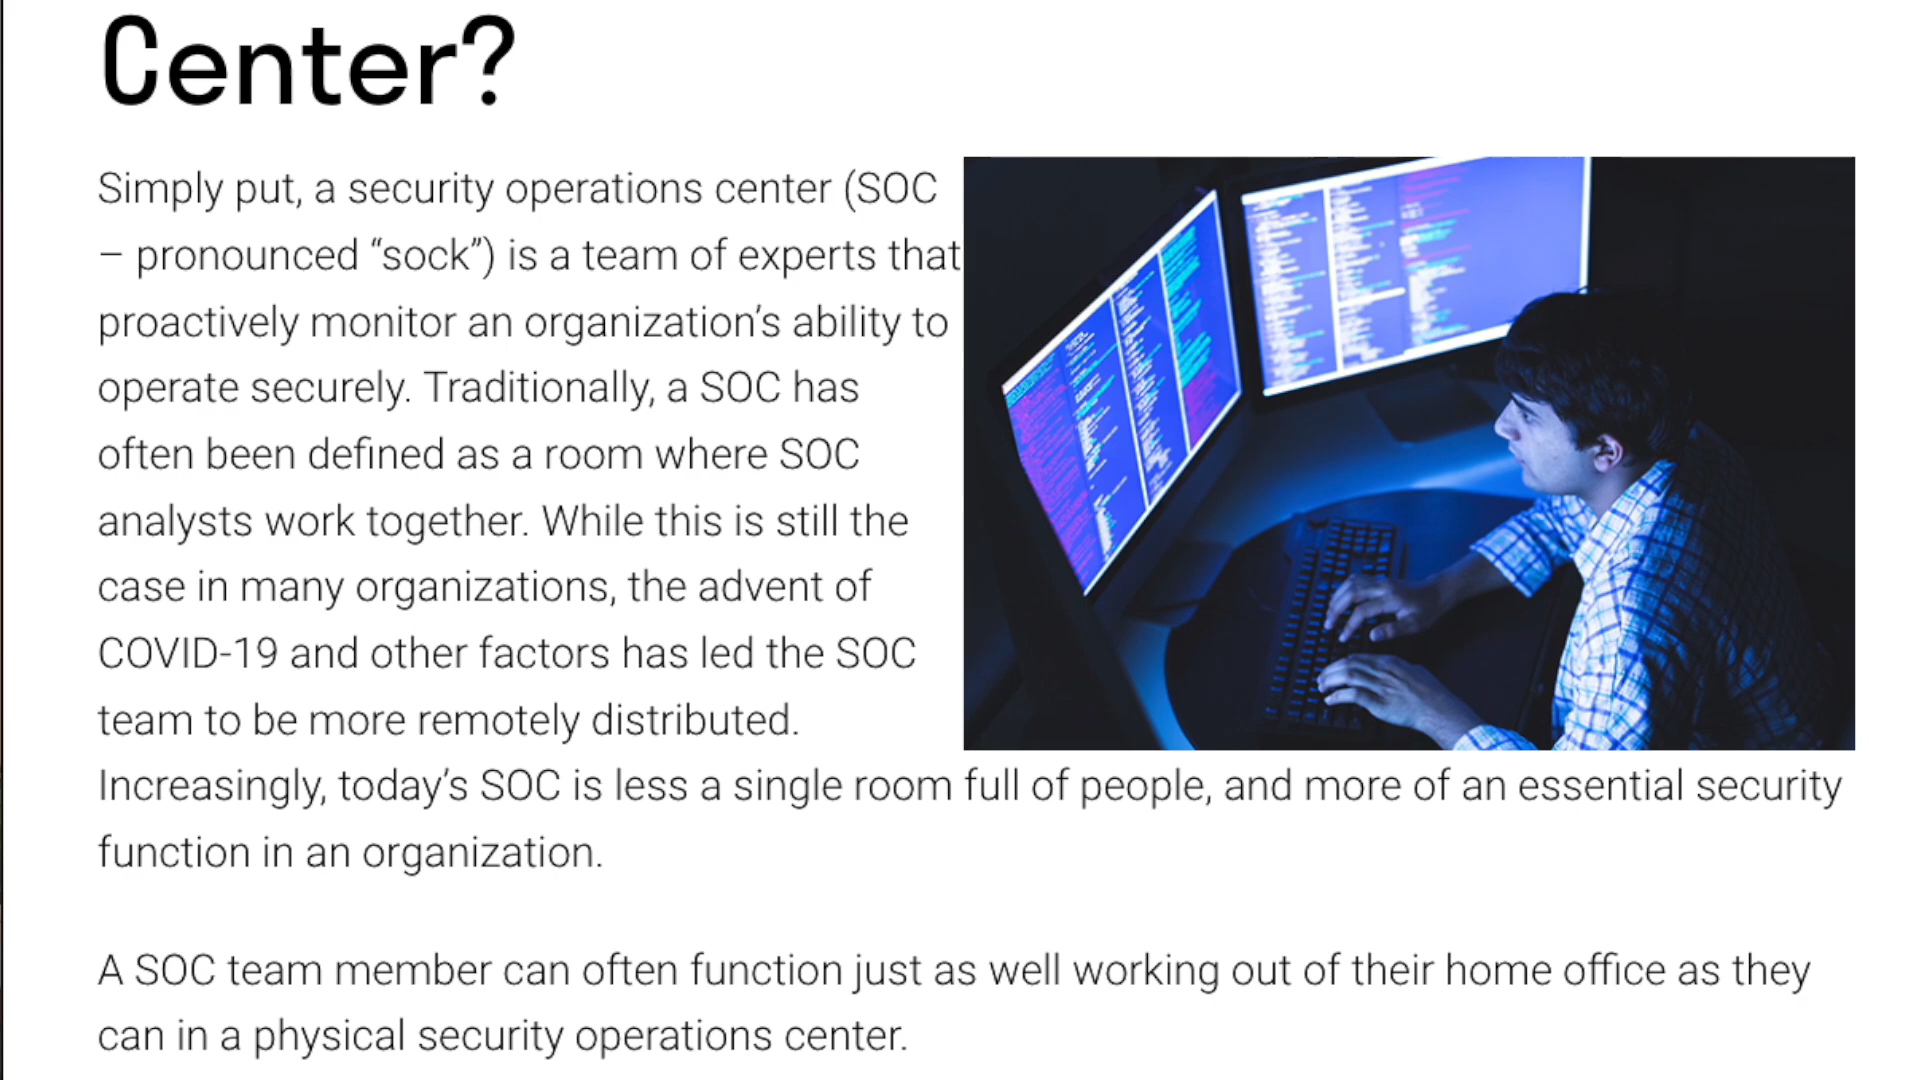 Center?
Simply put, a security operations center (SOC
– pronounced “sock”) is a team of experts that
proactively monitor an organization’s ability to
operate securely. Traditionally, a SOC has
often been defined as a room where SOC
analysts work together. While this is still the
case in many organizations, the advent of
COVID-19 and other factors has led the SOC
team to be more remotely distributed.
Increasingly, today’s SOC is less a single room full of people, and more of an essential security
function in an organization.
A SOC team member can often function just as well working out of their home office as they
can in a physical security operations center.